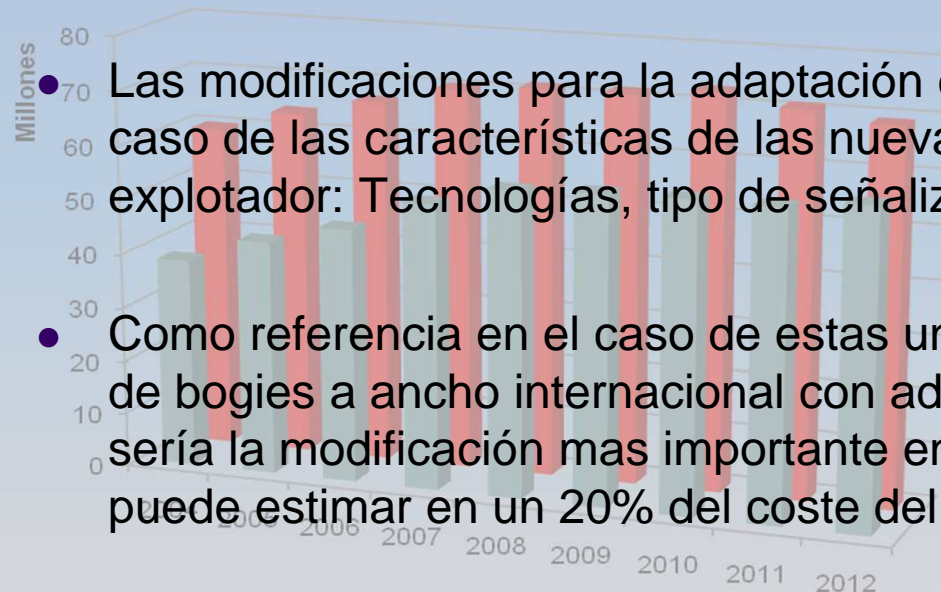 Millones
80
70
60
50
40
30
20
10
0
● Las modificaciones para la adaptación
caso de las características de las nueva
explotador: Tecnologías, tipo de señaliz
● Como referencia en el caso de estas un
de bogies a ancho internacional con ad
sería la modificación mas importante en
puede estimar en un 20% del coste del
2005
2006
2007
2008
2009
2010
2011
2012